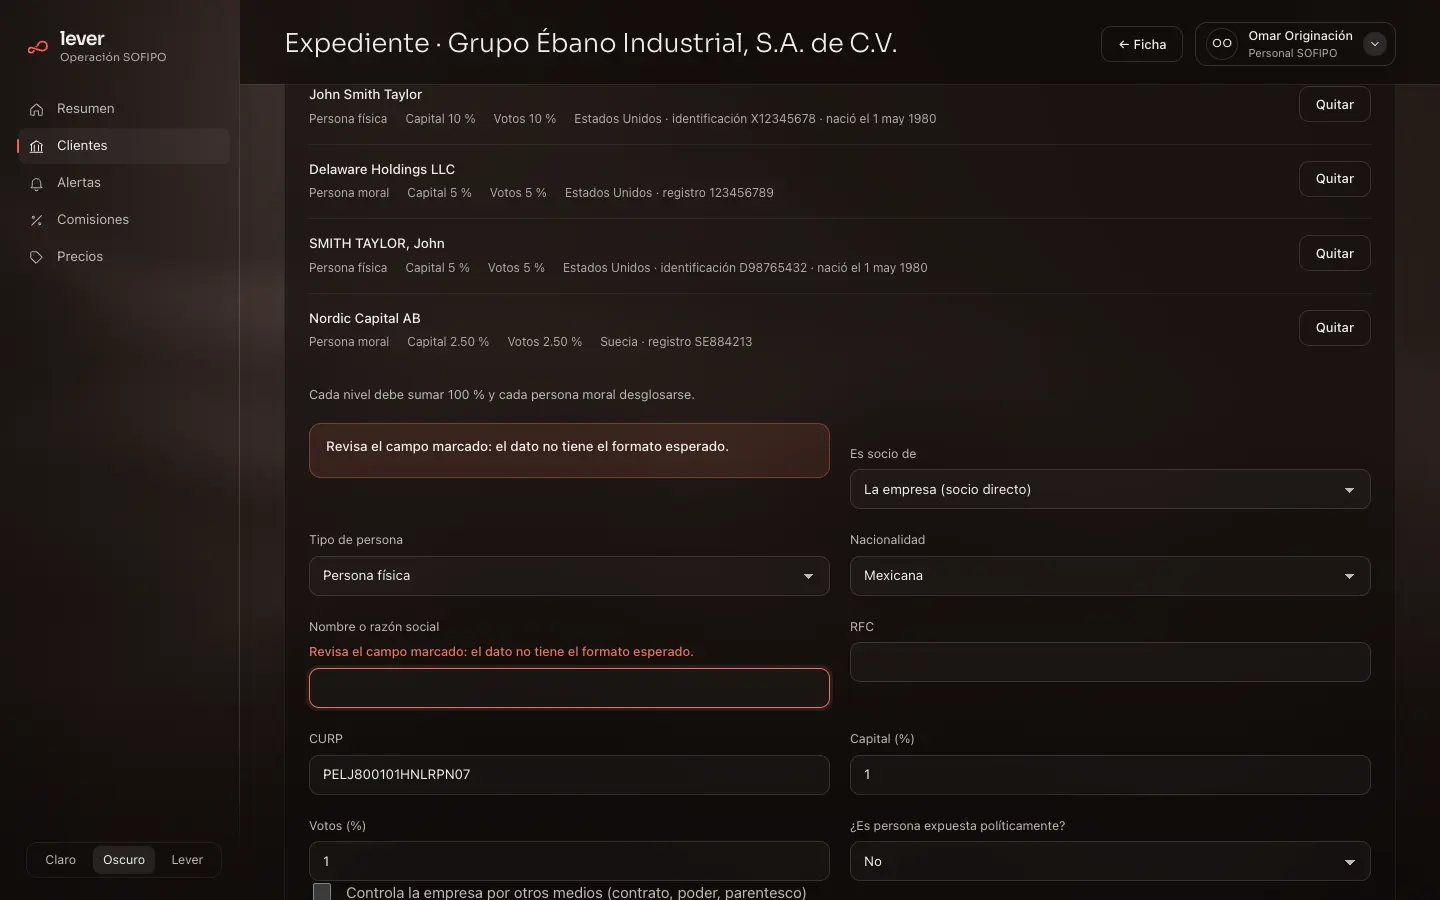 lever
Operación SOFIPO
Resumen
Clientes
Alertas
Comisiones
Precios
Claro Oscuro Lever
Expediente · Grupo Ébano Industrial, S.A. de C.V.
← Ficha
OO
Omar Originación
Personal SOFIPO
John Smith Taylor
Persona física Capital 10 % Votos 10 % Estados Unidos · identificación X12345678 · nació el 1 may 1980
Quitar
Delaware Holdings LLC
Persona moral Capital 5 % Votos 5 % Estados Unidos · registro 123456789
Quitar
SMITH TAYLOR, John
Persona física Capital 5 % Votos 5 % Estados Unidos · identificación D98765432 · nació el 1 may 1980
Quitar
Nordic Capital AB
Persona moral Capital 2.50 % Votos 2.50 % Suecia · registro SE884213
Quitar
Cada nivel debe sumar 100 % y cada persona moral desglosarse.
Revisa el campo marcado: el dato no tiene el formato esperado.
Es socio de
La empresa (socio directo)
Tipo de persona
Persona física
Nacionalidad
Mexicana
Nombre o razón social
Revisa el campo marcado: el dato no tiene el formato esperado.
RFC
CURP
PELJ800101HNLRPN07
Capital (%)
1
Votos (%)
1
¿Es persona expuesta políticamente?
No
Controla la empresa por otros medios (contrato, poder, parentesco)